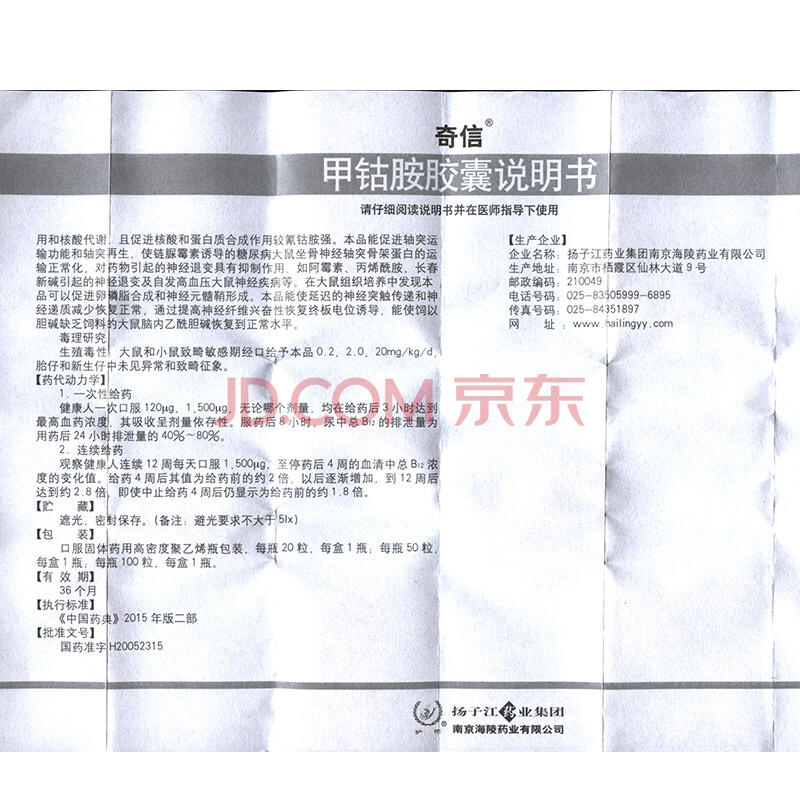 奇信®
甲钴胺胶囊说明书
请仔细阅读说明书并在医师指导下使用
用和核酸代谢，且促进核酸和蛋白质合成作用较氰钴胺强。本品能促进轴突运
输功能和轴突再生，使链脲霉素诱导的糖尿病大鼠坐骨神经轴突骨架蛋白的运
输正常化，对药物引起的神经退变具有抑制作用，如阿霉素、丙烯酰胺、长春
新碱引起的神经退变及自发高血压大鼠神经疾病等。在大鼠组织培养中发现本
品可以促进卵磷脂合成和神经元髓鞘形成。本品能使延迟的神经突触传递和神
经递质减少恢复正常，通过提高神经纤维兴奋性恢复终板电位诱导，能使饲以
胆碱缺乏饲料的大鼠脑内乙酰胆碱恢复到正常水平。
毒理研究
生殖毒性：大鼠和小鼠致畸敏感期经口给予本品0.2、2.0、20mg/kg/d，
胎仔和新生仔中未见异常和致畸征象。
【药代动力学】
1.一次性给药
健康人一次口服120μg、1,500μg，无论哪个剂量，均在给药后3小时达到
最高血药浓度，其吸收呈剂量依存性。服药后8小时，尿中总B₁₂的排泄量为
用药后24小时排泄量的40%~80%。
2.连续给药
观察健康人连续12周每天口服1,500μg，至停药后4周的血清中总B₁₂浓
度的变化值。给药4周后其值为给药前的约2倍，以后逐渐增加，到12周后
达到约2.8倍，即使中止给药4周后仍显示为给药前的约1.8倍。
【贮 藏】
遮光，密封保存。(备注：避光要求不大于5lx)
【包 装】
口服固体药用高密度聚乙烯瓶包装，每瓶20粒，每盒1瓶；每瓶50粒，
每盒1瓶；每瓶100粒，每盒1瓶。
【有 效 期】
36个月
【执行标准】
《中国药典》2015年版二部
【批准文号】
国药准字H20052315
【生产企业】
企业名称：扬子江药业集团南京海陵药业有限公司
生产地址：南京市栖霞区仙林大道9号
邮政编码：210049
电话号码：025-83505999-6895
传真号码：025-84351897
网 址：www.hailingyy.com
JD.COM 京东
护佑®
扬子江药业集团
南京海陵药业有限公司